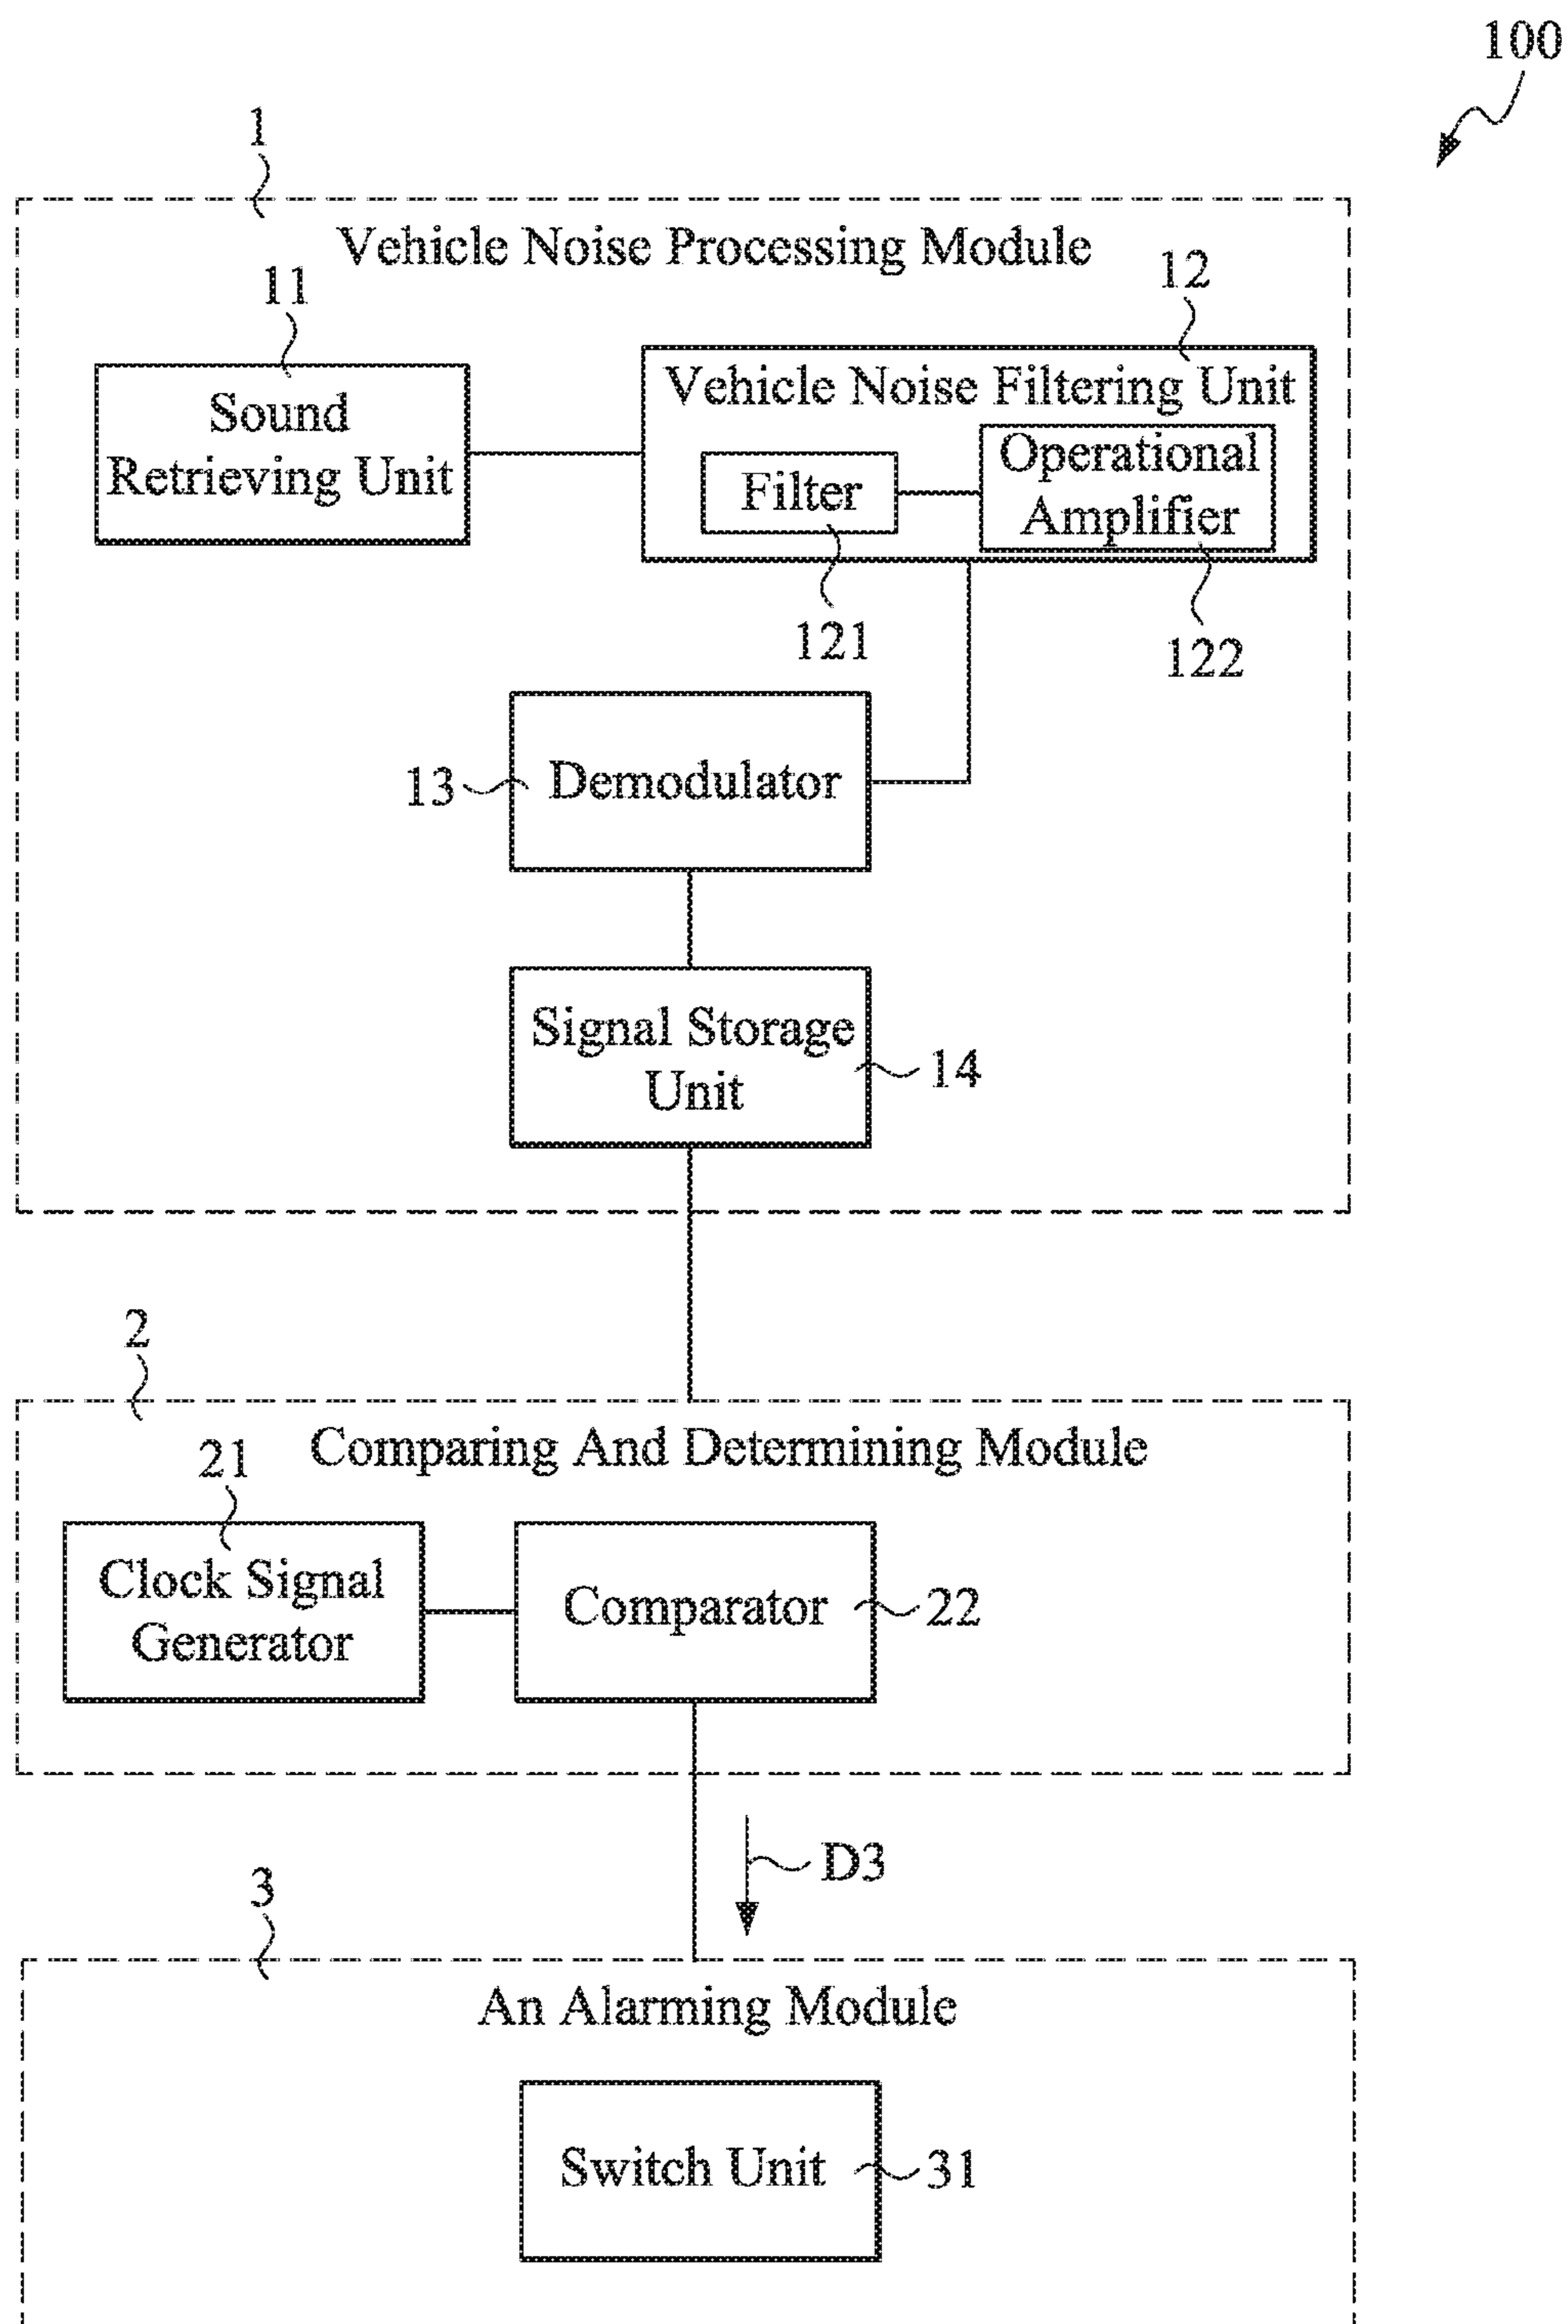 100
1
Vehicle Noise Processing Module
11
12
Sound
Retrieving Unit
Vehicle Noise Filtering Unit
Filter
Operational
Amplifier
121
122
13
Demodulator
Signal Storage
Unit
14
2
Comparing And Determining Module
21
Clock Signal
Generator
Comparator
22
D3
3
An Alarming Module
Switch Unit
31